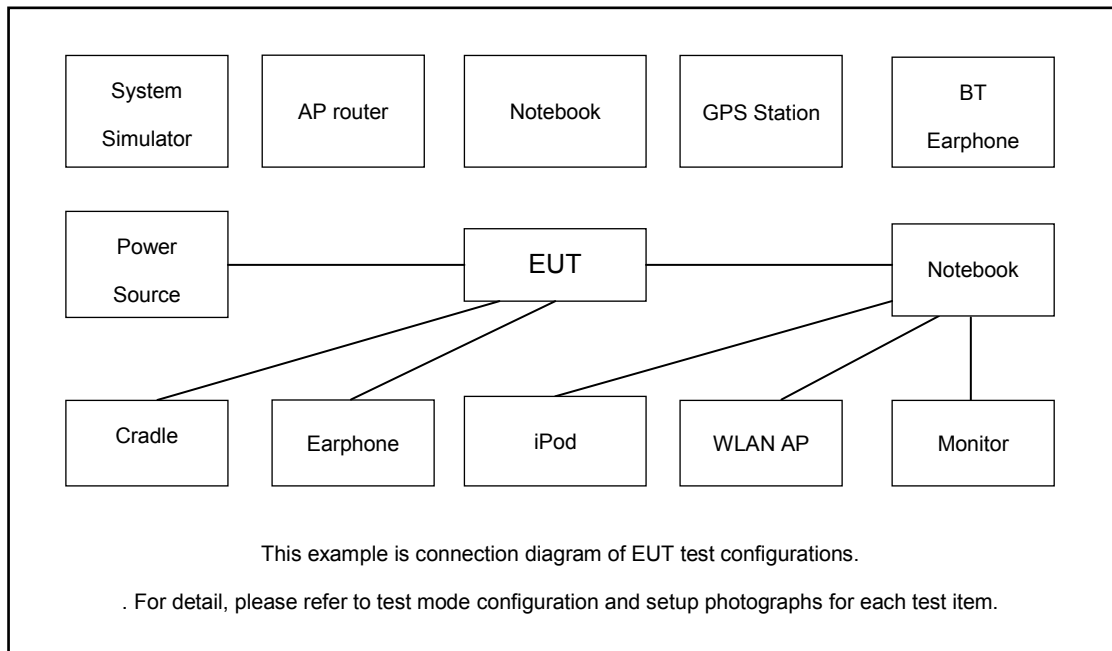 System
Simulator
AP router
Notebook
GPS Station
BT
Earphone
Power
Source
EUT
Notebook
Cradle
Earphone
iPod
WLAN AP
Monitor
This example is connection diagram of EUT test configurations.
. For detail, please refer to test mode configuration and setup photographs for each test item.